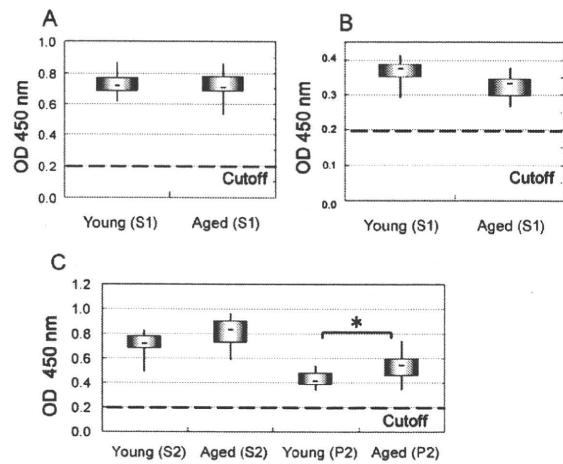 A
OD 450 nm
1.0
0.8
0.6
0.4
0.2
0.0
Cutoff
Young (S1) Aged (S1)
B
OD 450 nm
0.4
0.3
0.2
0.1
0.0
Cutoff
Young (S1) Aged (S1)
C
OD 450 nm
1.2
1.0
0.8
0.6
0.4
0.2
0.0
*
Cutoff
Young (S2) Aged (S2) Young (P2) Aged (P2)